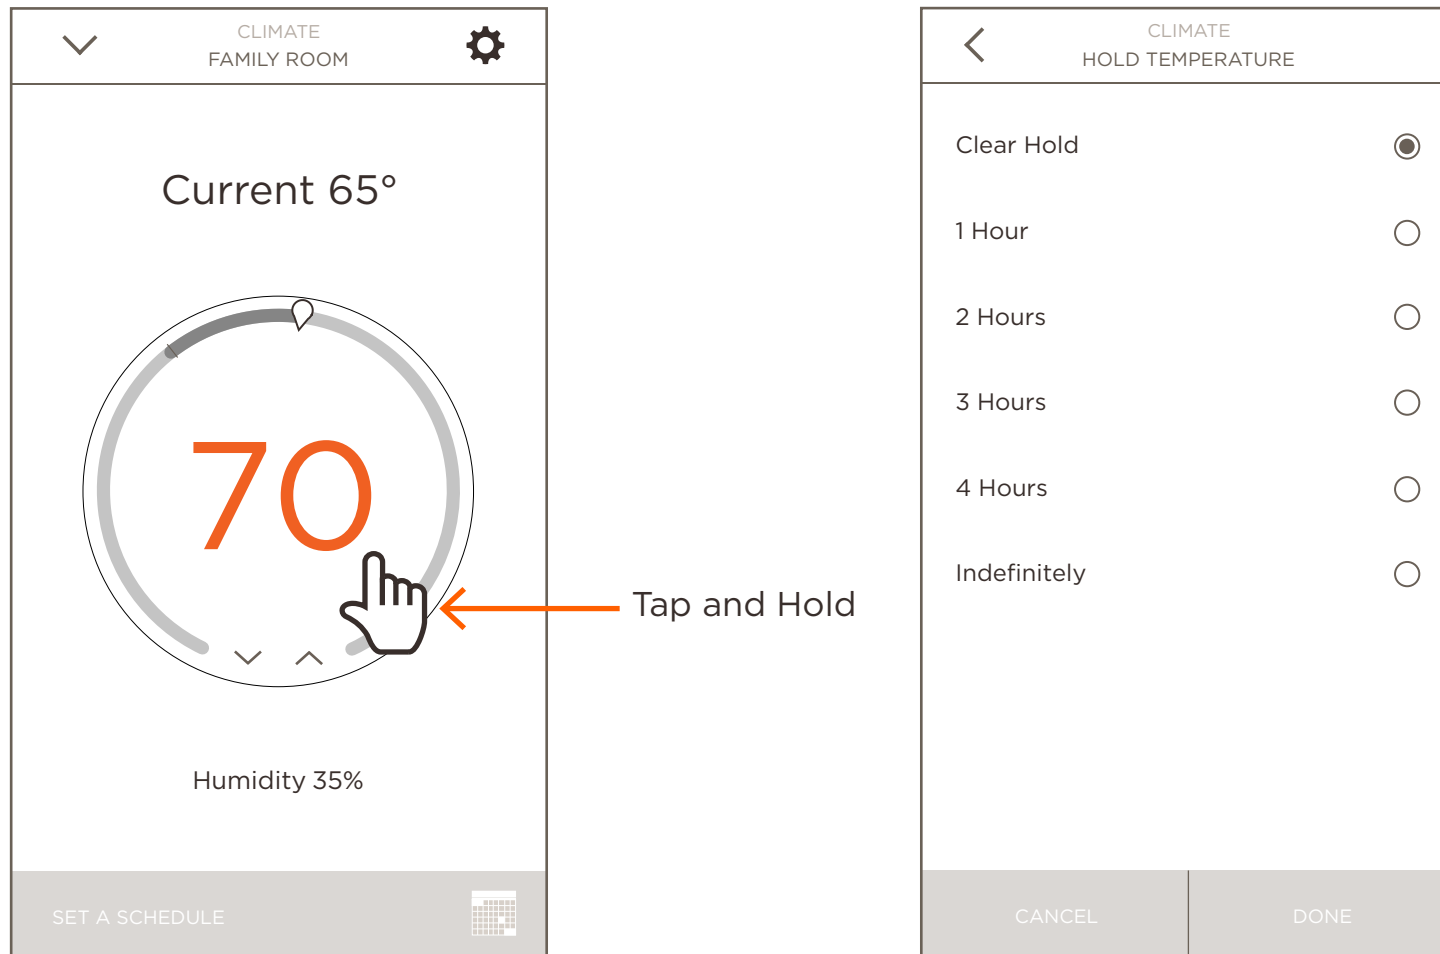 CLIMATE
FAMILY ROOM
Current 65°
70
Humidity 35%
SET A SCHEDULE
Tap and Hold
CLIMATE
HOLD TEMPERATURE
Clear Hold
1 Hour
2 Hours
3 Hours
4 Hours
Indefinitely
CANCEL
DONE